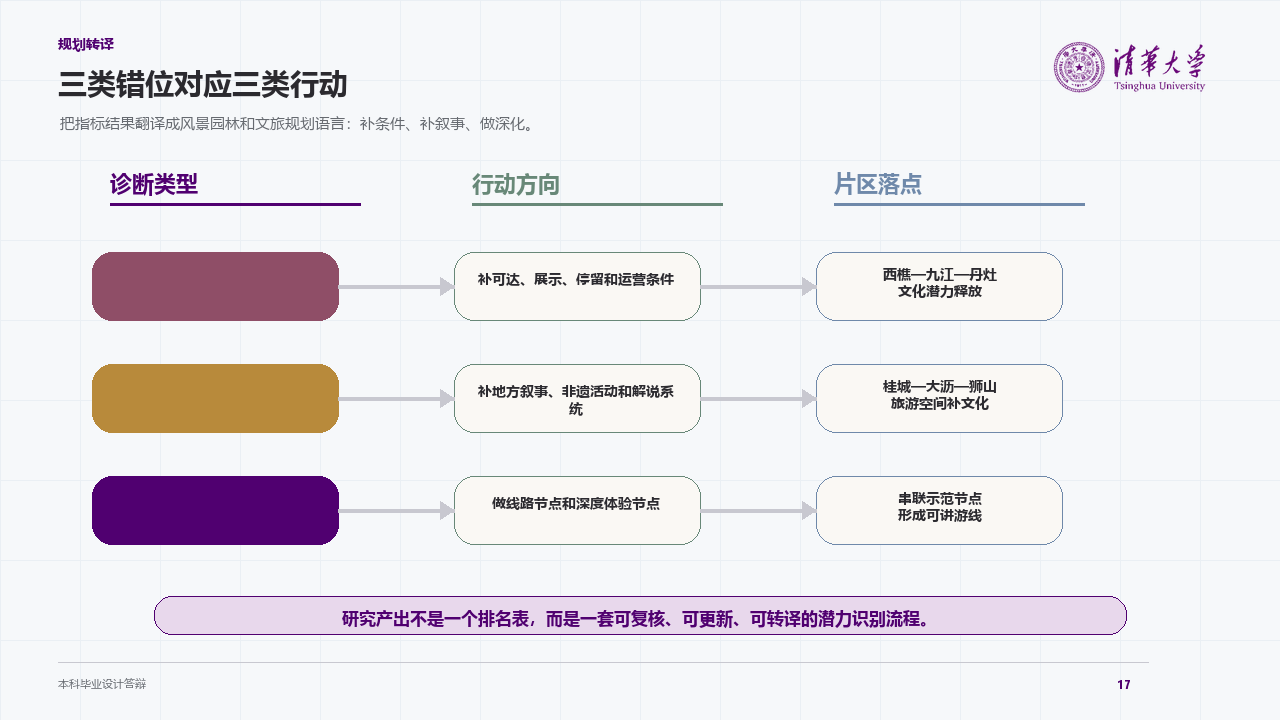 规划转译
三类错位对应三类行动
清華大学
Tsinghua University
把指标结果翻译成风景园林和文旅规划语言：补条件、补叙事、做深化。
诊断类型
行动方向
片区落点
补可达、展示、停留和运营条件
西樵—九江—丹灶
文化潜力释放
补地方叙事、非遗活动和解说系
统
桂城—大沥—狮山
旅游空间补文化
做线路节点和深度体验节点
串联示范节点
形成可讲游线
研究产出不是一个排名表，而是一套可复核、可更新、可转译的潜力识别流程。
本科毕业设计答辩
17